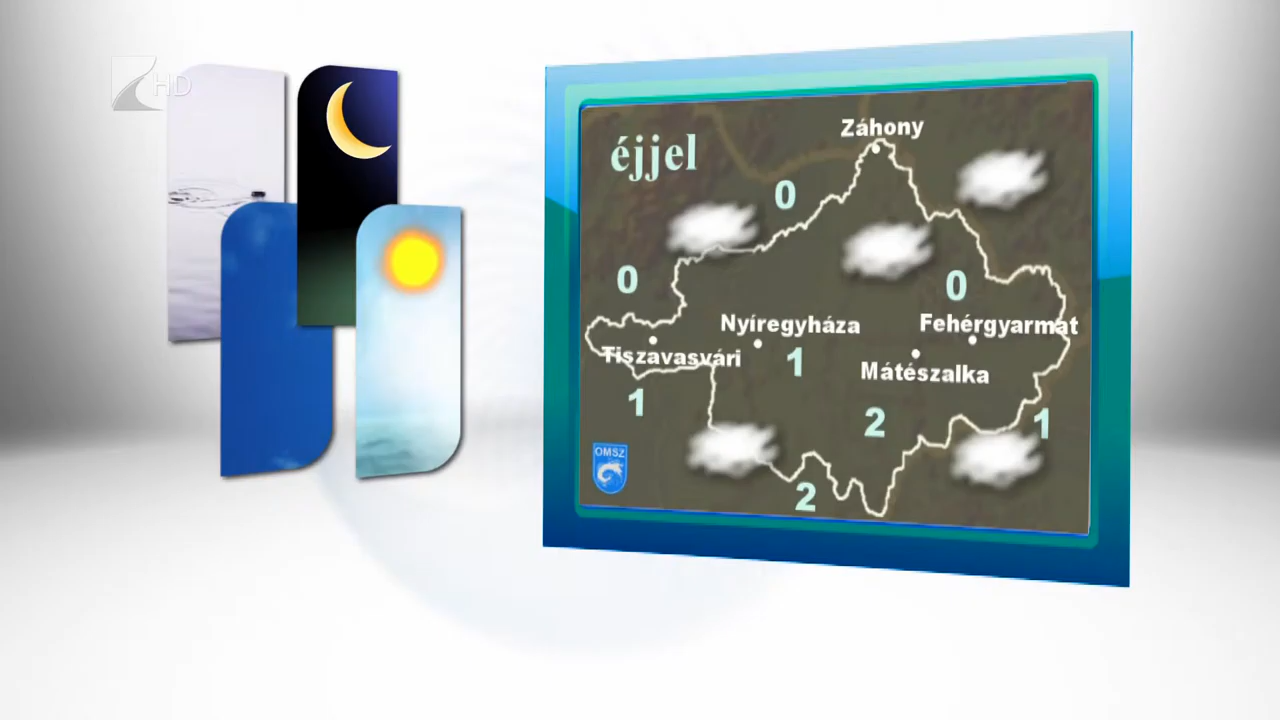 HD
éjjel
Záhony
0
0
0
Nyíregyháza
Fehérgyarmat
Tiszavasvári
1
Mátészalka
1
2
1
OMSZ
2